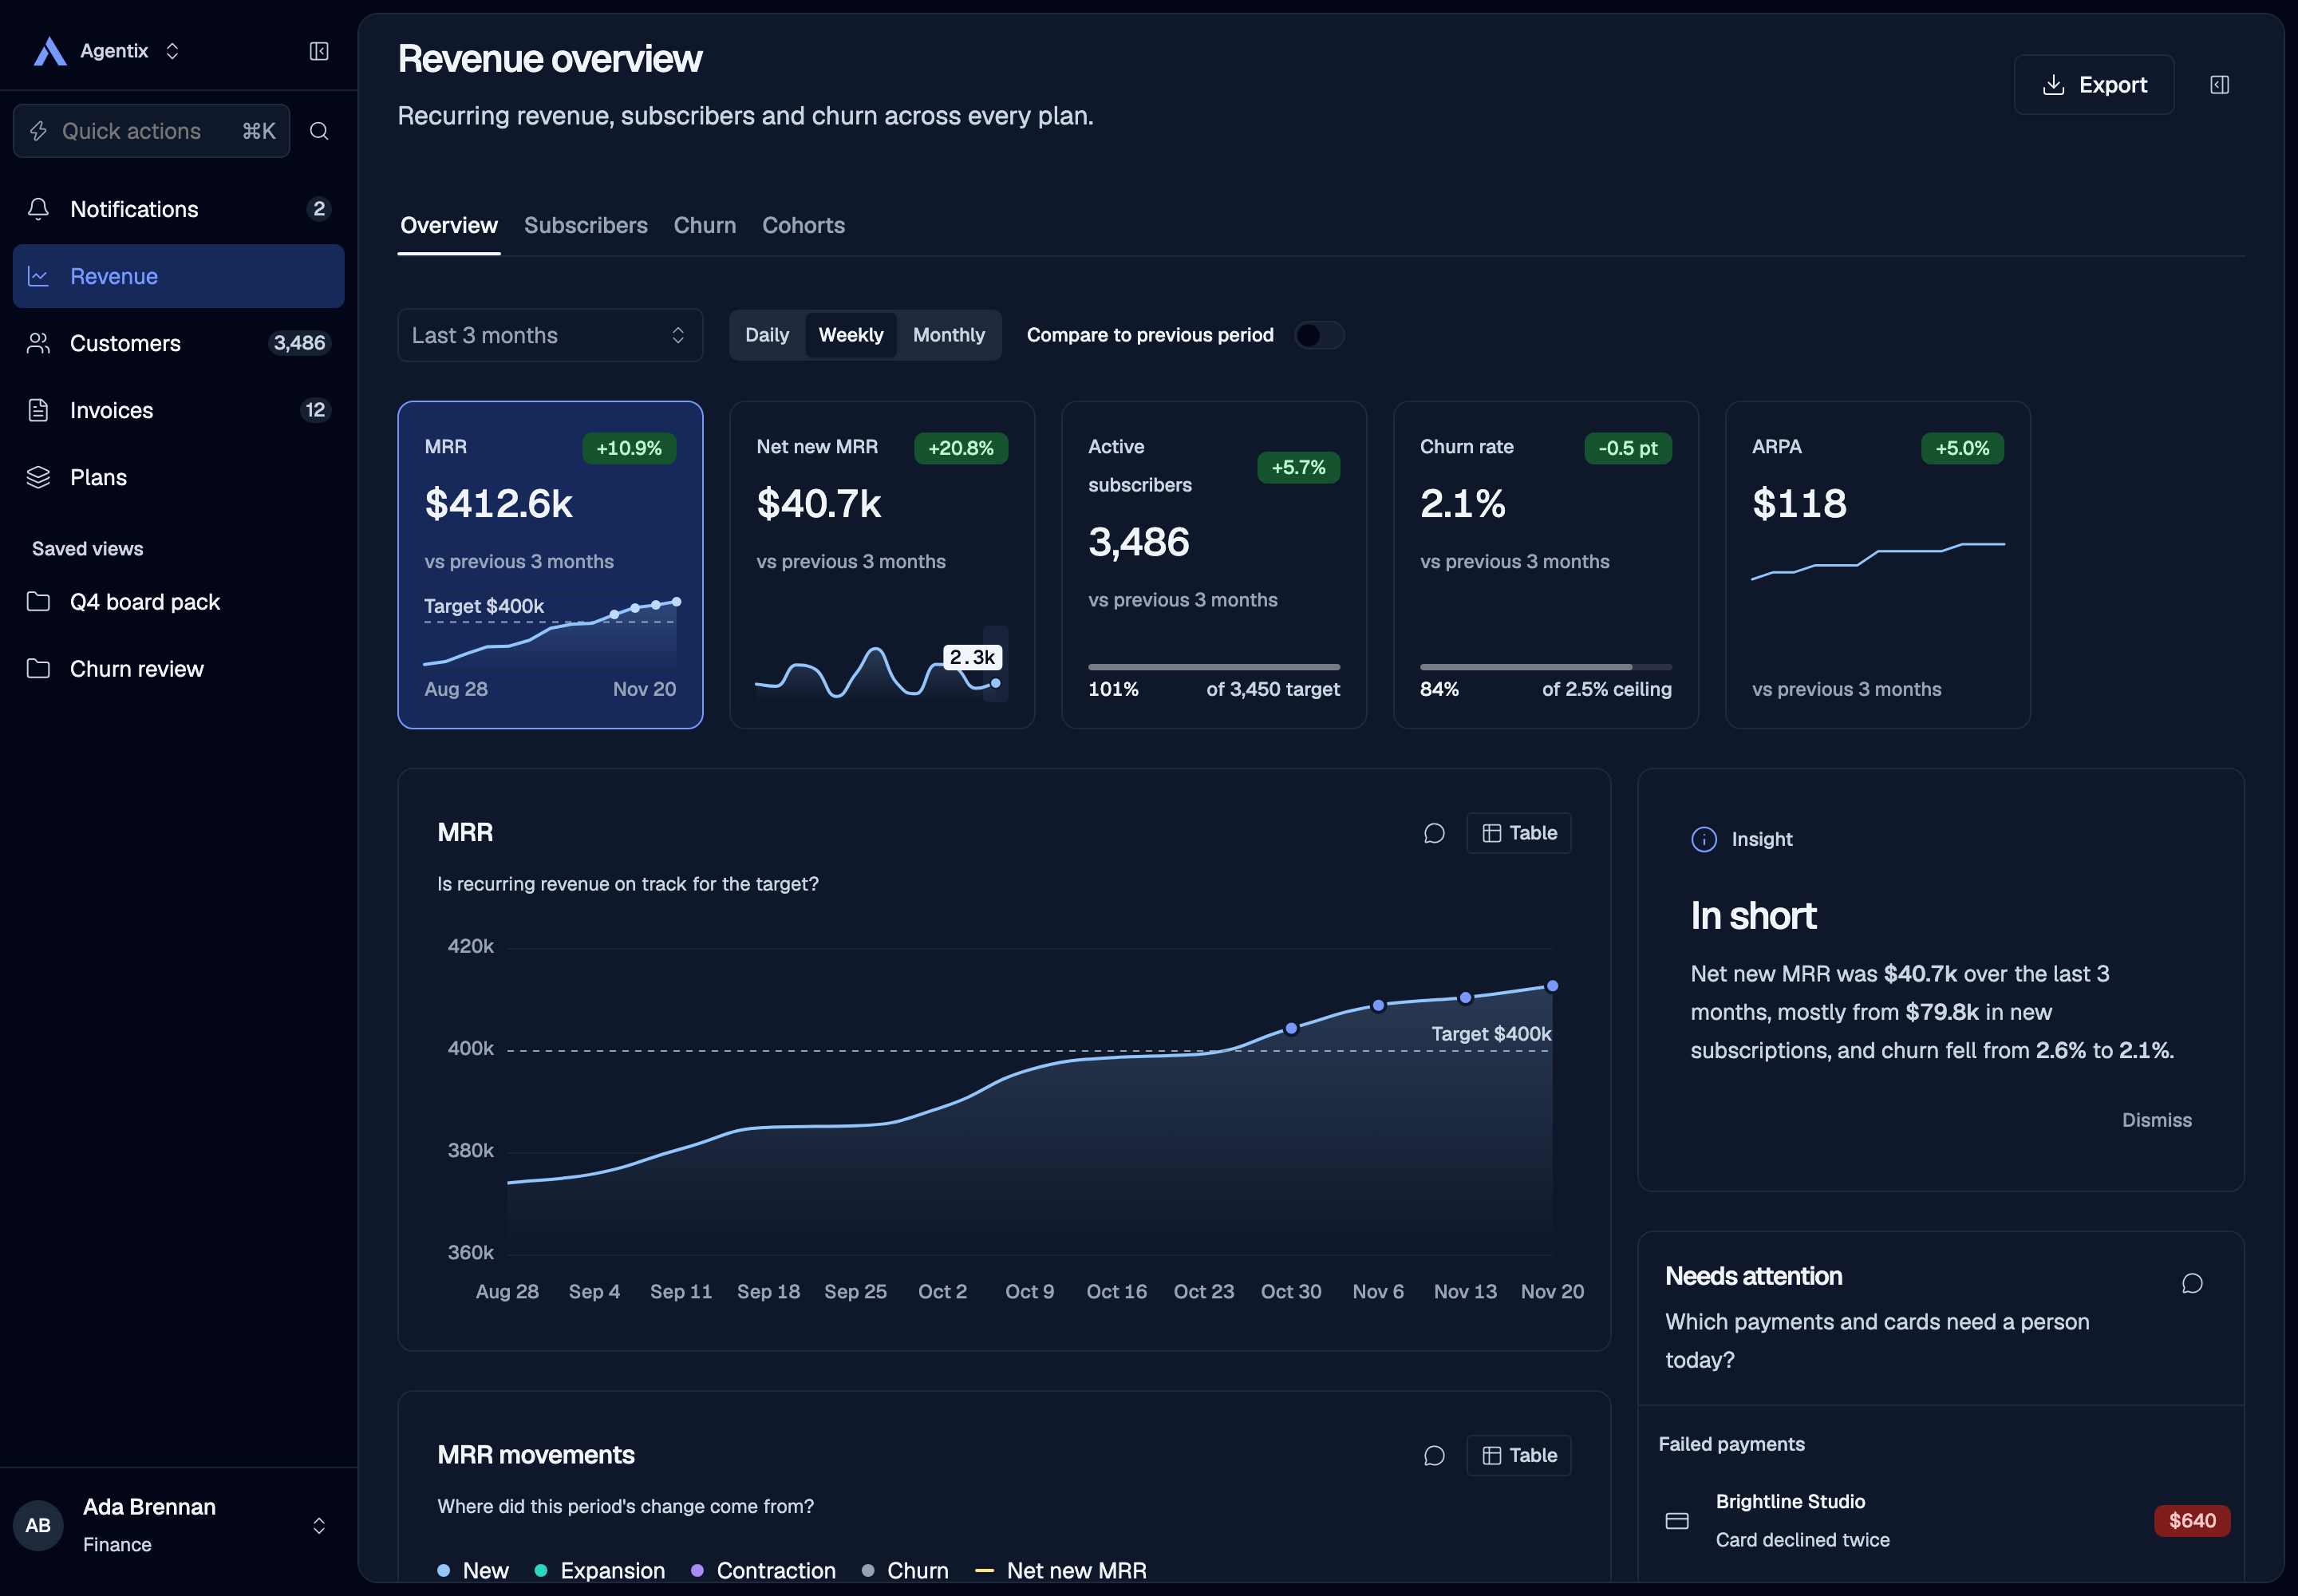 Agentix
Quick actions ⌘K
Notifications 2
Revenue
Customers 3,486
Invoices 12
Plans
Saved views
Q4 board pack
Churn review
AB
Ada Brennan
Finance
Revenue overview
Recurring revenue, subscribers and churn across every plan.
Export
Overview Subscribers Churn Cohorts
Last 3 months
Daily Weekly Monthly
Compare to previous period
MRR +10.9%
$412.6k
vs previous 3 months
Target $400k
Aug 28 Nov 20
Net new MRR +20.8%
$40.7k
vs previous 3 months
2.3k
Active
subscribers
+5.7%
3,486
vs previous 3 months
101% of 3,450 target
Churn rate -0.5 pt
2.1%
vs previous 3 months
84% of 2.5% ceiling
ARPA +5.0%
$118
vs previous 3 months
MRR
Table
Is recurring revenue on track for the target?
420k
400k
380k
360k
Target $400k
Aug 28 Sep 4 Sep 11 Sep 18 Sep 25 Oct 2 Oct 9 Oct 16 Oct 23 Oct 30 Nov 6 Nov 13 Nov 20
MRR movements
Table
Where did this period's change come from?
New Expansion Contraction Churn Net new MRR
Insight
In short
Net new MRR was $40.7k over the last 3
months, mostly from $79.8k in new
subscriptions, and churn fell from 2.6% to 2.1%.
Dismiss
Needs attention
Which payments and cards need a person
today?
Failed payments
Brightline Studio
Card declined twice
$640